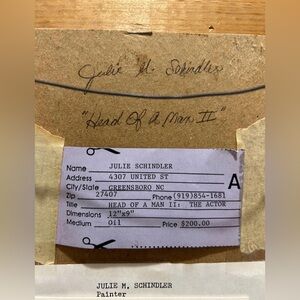 Julie M. Schindler
"Head Of A Man II"
Name JULIE SCHINDLER
Address 4307 UNITED ST
City/State GREENSBORO NC
Zip 27407 Phone (919)854-1681
Title HEAD OF A MAN II: THE ACTOR
Dimensions 12"x9"
Medium Oil Price $200.00
A
JULIE M. SCHINDLER
Painter